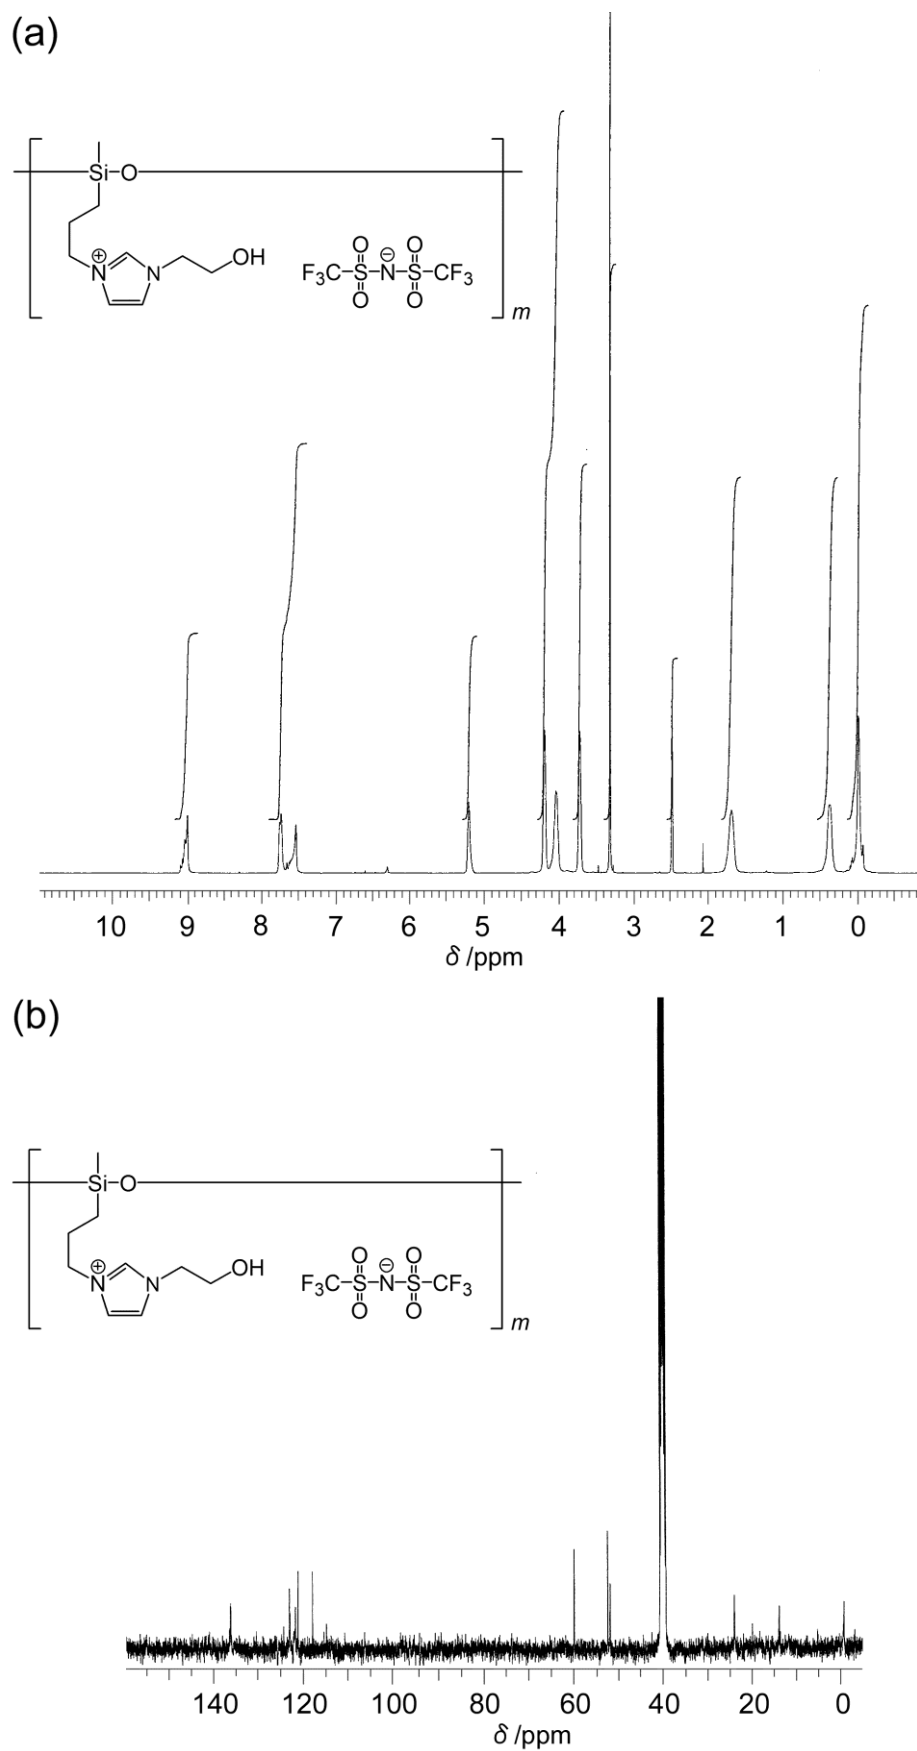 (a)
Si
O
⊕
N
N
OH
O
O
⊖
F₃C
S
N
S
CF₃
O
O
m
10 9 8 7 6 5 4 3 2 1 0
δ /ppm
(b)
Si
O
⊕
N
N
OH
O
O
⊖
F₃C
S
N
S
CF₃
O
O
m
140 120 100 80 60 40 20 0
δ /ppm